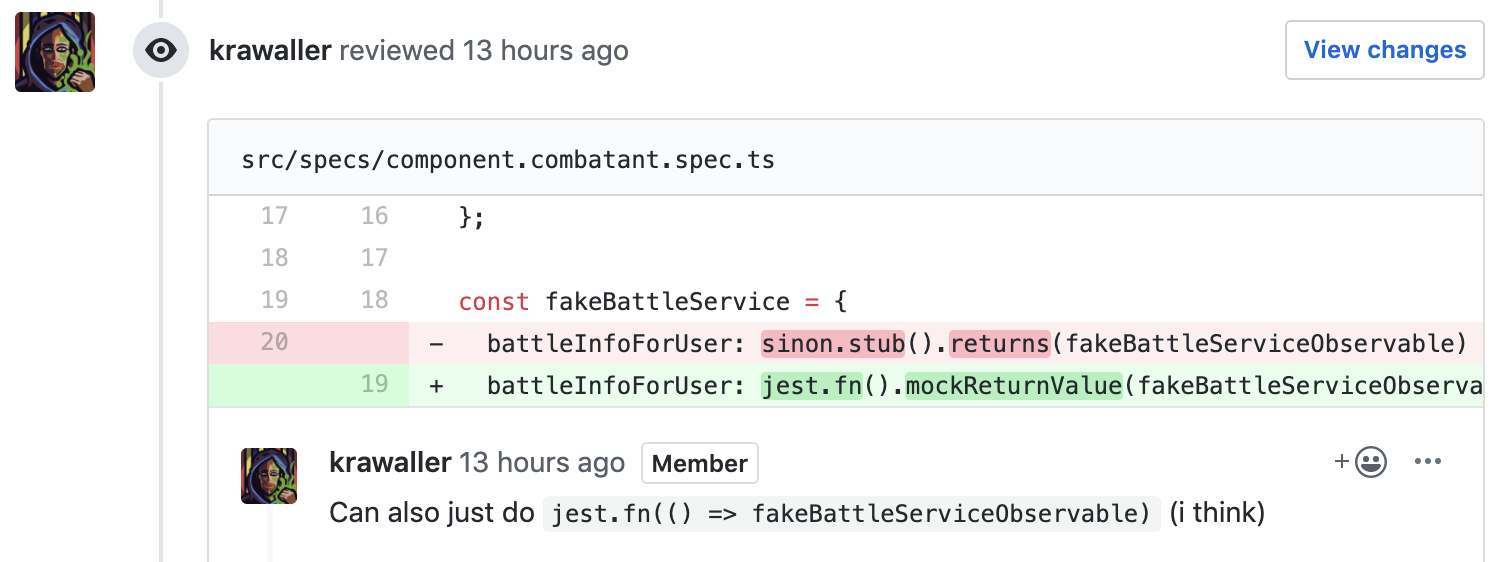 krawaller reviewed 13 hours ago
View changes
src/specs/component.combatant.spec.ts
17 16 };
18 17
19 18 const fakeBattleService = {
20 - battleInfoForUser: sinon.stub().returns(fakeBattleServiceObservable)
19 + battleInfoForUser: jest.fn().mockReturnValue(fakeBattleServiceObserva
krawaller 13 hours ago Member
Can also just do jest.fn(() => fakeBattleServiceObservable) (i think)